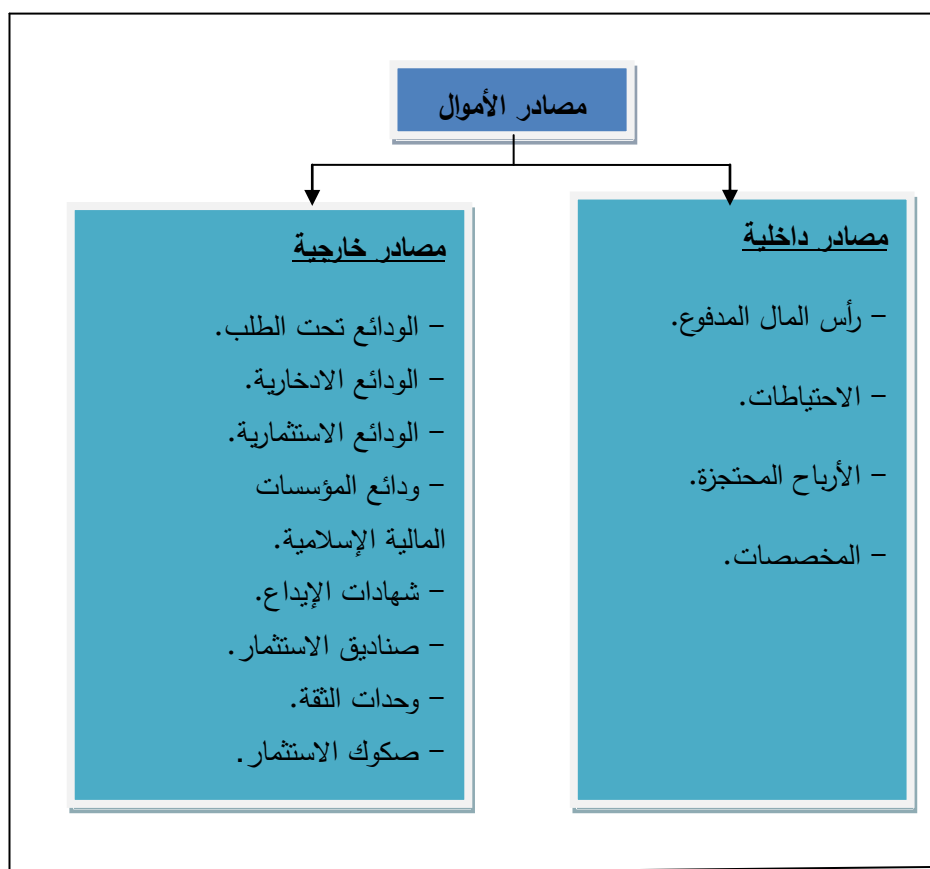 مصادر الأموال
مصادر داخلية
– رأس المال المدفوع.
– الاحتياطات.
– الأرباح المحتجزة.
– المخصصات.
مصادر خارجية
– الودائع تحت الطلب.
– الودائع الادخارية.
– الودائع الاستثمارية.
– ودائع المؤسسات
المالية الإسلامية.
– شهادات الإيداع.
– صناديق الاستثمار.
– وحدات الثقة.
– صكوك الاستثمار.